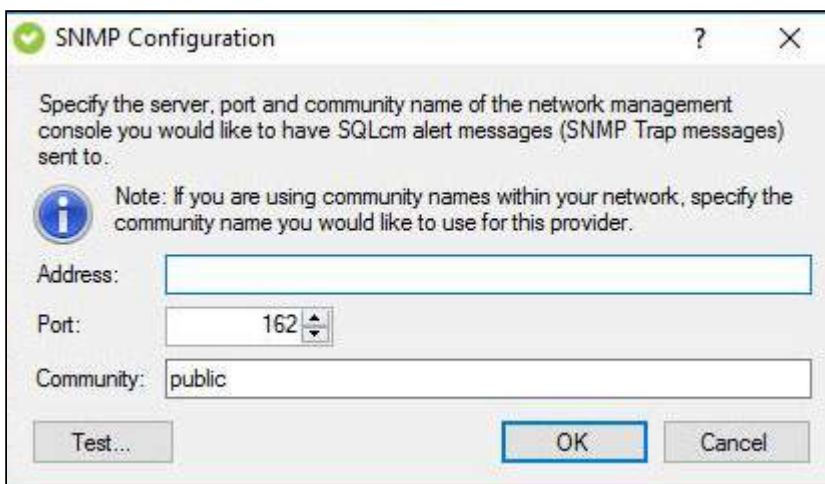 SNMP Configuration
?
Specify the server, port and community name of the network management
console you would like to have SQLcm alert messages (SNMP Trap messages)
sent to.
Note: If you are using community names within your network, specify the
community name you would like to use for this provider.
Address:
Port: 162
Community: public
Test... OK Cancel